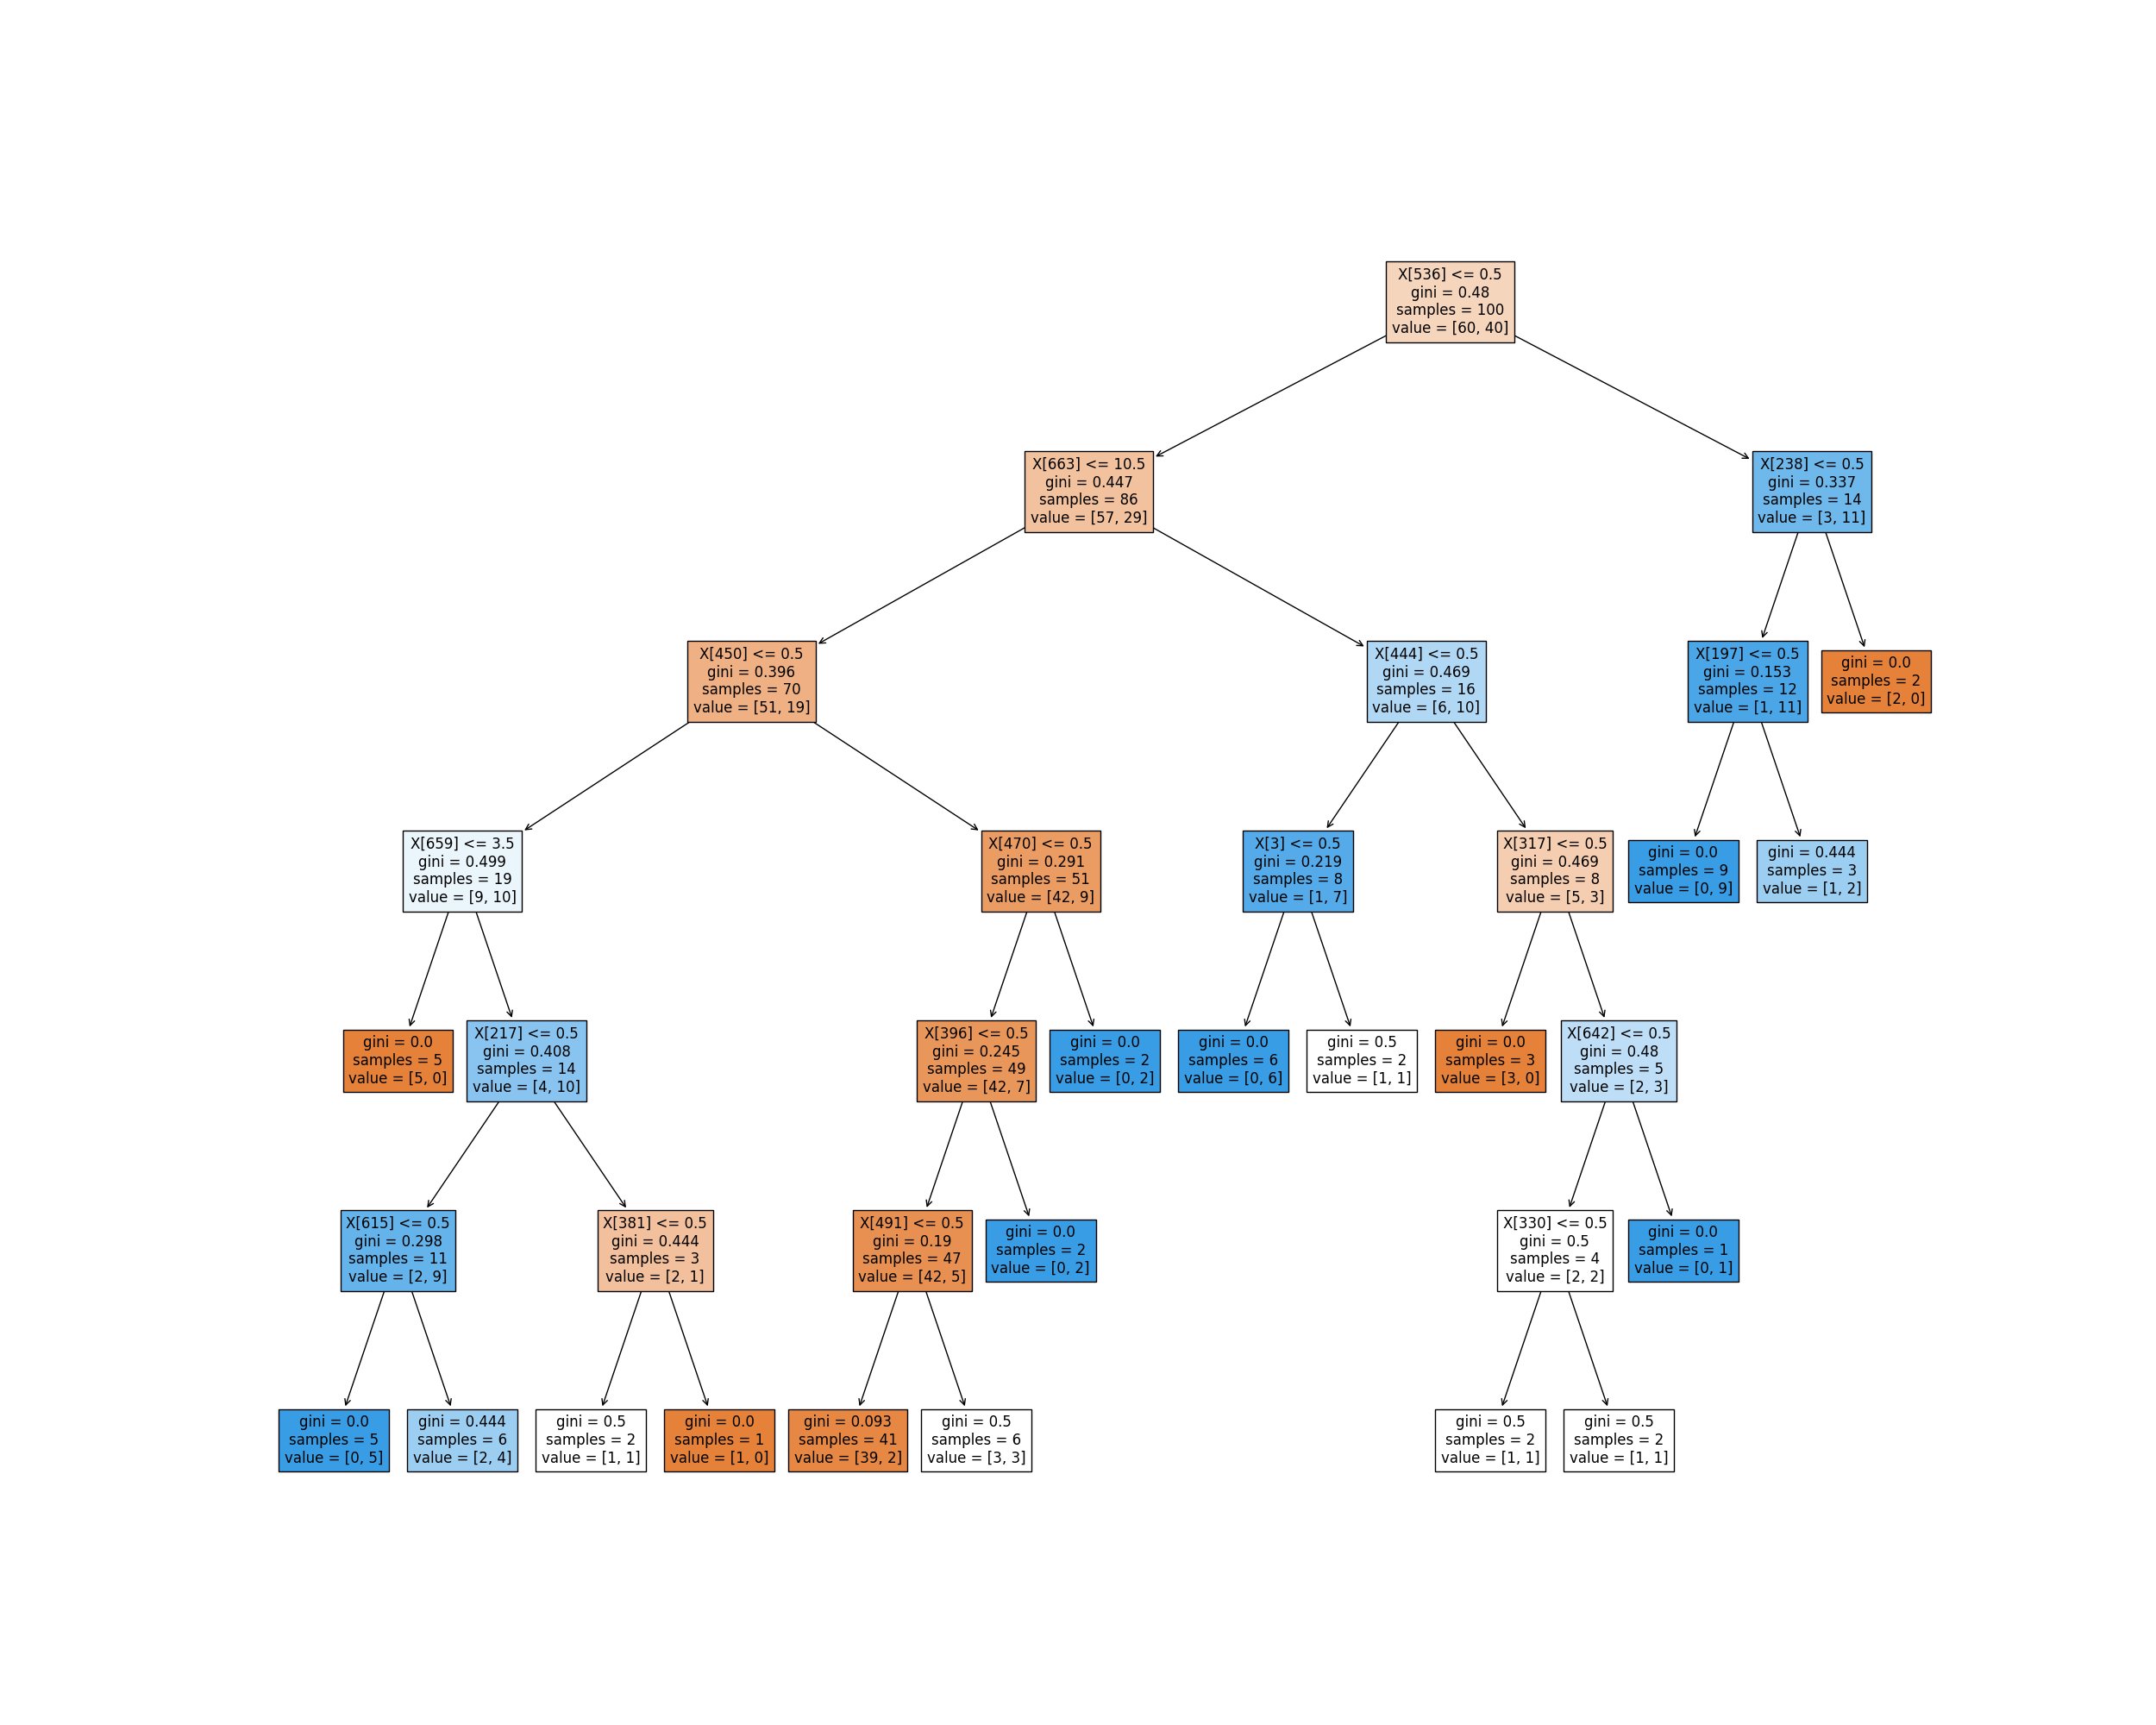 X[536] <= 0.5
gini = 0.48
samples = 100
value = [60, 40]
X[663] <= 10.5
gini = 0.447
samples = 86
value = [57, 29]
X[238] <= 0.5
gini = 0.337
samples = 14
value = [3, 11]
X[450] <= 0.5
gini = 0.396
samples = 70
value = [51, 19]
X[444] <= 0.5
gini = 0.469
samples = 16
value = [6, 10]
X[197] <= 0.5
gini = 0.153
samples = 12
value = [1, 11]
gini = 0.0
samples = 2
value = [2, 0]
X[659] <= 3.5
gini = 0.499
samples = 19
value = [9, 10]
X[470] <= 0.5
gini = 0.291
samples = 51
value = [42, 9]
X[3] <= 0.5
gini = 0.219
samples = 8
value = [1, 7]
X[317] <= 0.5
gini = 0.469
samples = 8
value = [5, 3]
gini = 0.0
samples = 9
value = [0, 9]
gini = 0.444
samples = 3
value = [1, 2]
gini = 0.0
samples = 5
value = [5, 0]
X[217] <= 0.5
gini = 0.408
samples = 14
value = [4, 10]
X[396] <= 0.5
gini = 0.245
samples = 49
value = [42, 7]
gini = 0.0
samples = 2
value = [0, 2]
gini = 0.0
samples = 6
value = [0, 6]
gini = 0.5
samples = 2
value = [1, 1]
gini = 0.0
samples = 3
value = [3, 0]
X[642] <= 0.5
gini = 0.48
samples = 5
value = [2, 3]
X[615] <= 0.5
gini = 0.298
samples = 11
value = [2, 9]
X[381] <= 0.5
gini = 0.444
samples = 3
value = [2, 1]
X[491] <= 0.5
gini = 0.19
samples = 47
value = [42, 5]
gini = 0.0
samples = 2
value = [0, 2]
X[330] <= 0.5
gini = 0.5
samples = 4
value = [2, 2]
gini = 0.0
samples = 1
value = [0, 1]
gini = 0.0
samples = 5
value = [0, 5]
gini = 0.444
samples = 6
value = [2, 4]
gini = 0.5
samples = 2
value = [1, 1]
gini = 0.0
samples = 1
value = [1, 0]
gini = 0.093
samples = 41
value = [39, 2]
gini = 0.5
samples = 6
value = [3, 3]
gini = 0.5
samples = 2
value = [1, 1]
gini = 0.5
samples = 2
value = [1, 1]